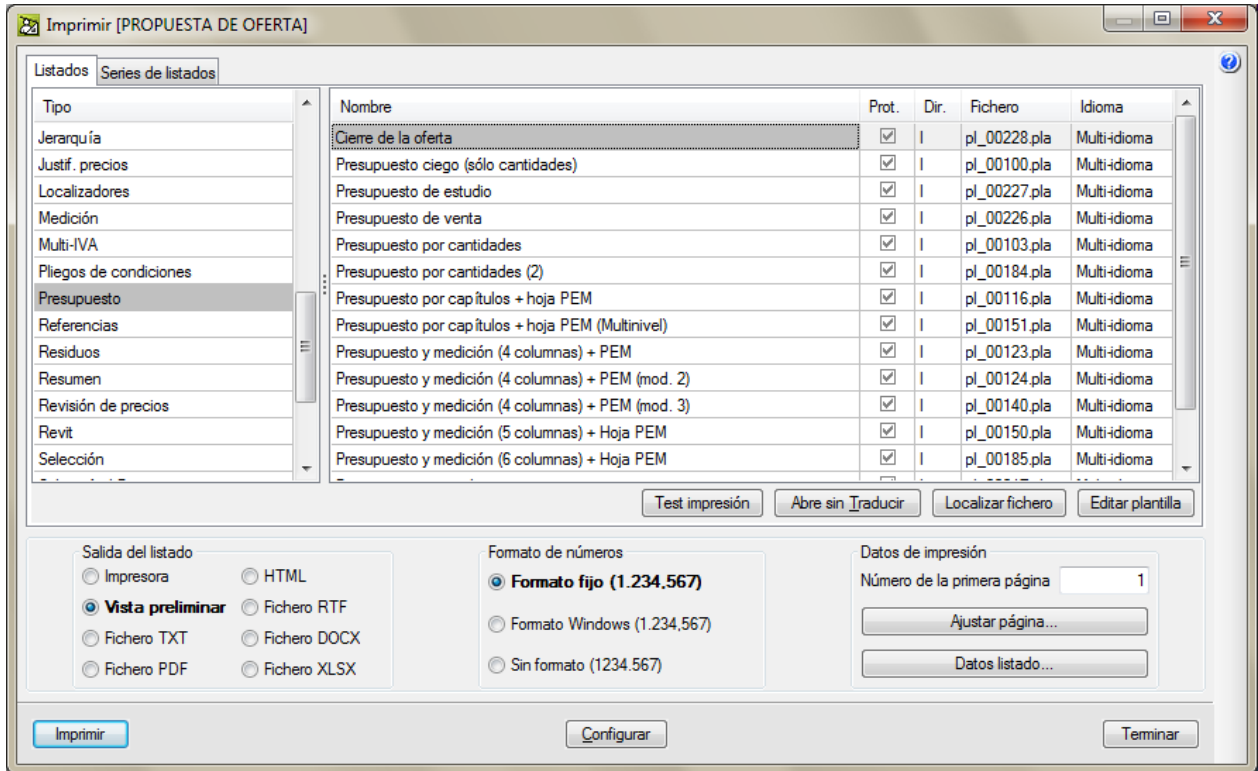 Imprimir [PROPUESTA DE OFERTA]
Listados Series de listados
Tipo
Jerarquía
Justif. precios
Localizadores
Medición
Multi-IVA
Pliegos de condiciones
Presupuesto
Referencias
Residuos
Resumen
Revisión de precios
Revit
Selección
Nombre Prot. Dir. Fichero Idioma
Cierre de la oferta I pl_00228.pla Multi-idioma
Presupuesto ciego (sólo cantidades) I pl_00100.pla Multi-idioma
Presupuesto de estudio I pl_00227.pla Multi-idioma
Presupuesto de venta I pl_00226.pla Multi-idioma
Presupuesto por cantidades I pl_00103.pla Multi-idioma
Presupuesto por cantidades (2) I pl_00184.pla Multi-idioma
Presupuesto por capítulos + hoja PEM I pl_00116.pla Multi-idioma
Presupuesto por capítulos + hoja PEM (Multinivel) I pl_00151.pla Multi-idioma
Presupuesto y medición (4 columnas) + PEM I pl_00123.pla Multi-idioma
Presupuesto y medición (4 columnas) + PEM (mod. 2) I pl_00124.pla Multi-idioma
Presupuesto y medición (4 columnas) + PEM (mod. 3) I pl_00140.pla Multi-idioma
Presupuesto y medición (5 columnas) + Hoja PEM I pl_00150.pla Multi-idioma
Presupuesto y medición (6 columnas) + Hoja PEM I pl_00185.pla Multi-idioma
Test impresión Abre sin Traducir Localizar fichero Editar plantilla
Salida del listado
Impresora HTML
Vista preliminar Fichero RTF
Fichero TXT Fichero DOCX
Fichero PDF Fichero XLSX
Formato de números
Formato fijo (1.234,567)
Formato Windows (1.234,567)
Sin formato (1234.567)
Datos de impresión
Número de la primera página 1
Ajustar página...
Datos listado...
Imprimir Configurar Terminar